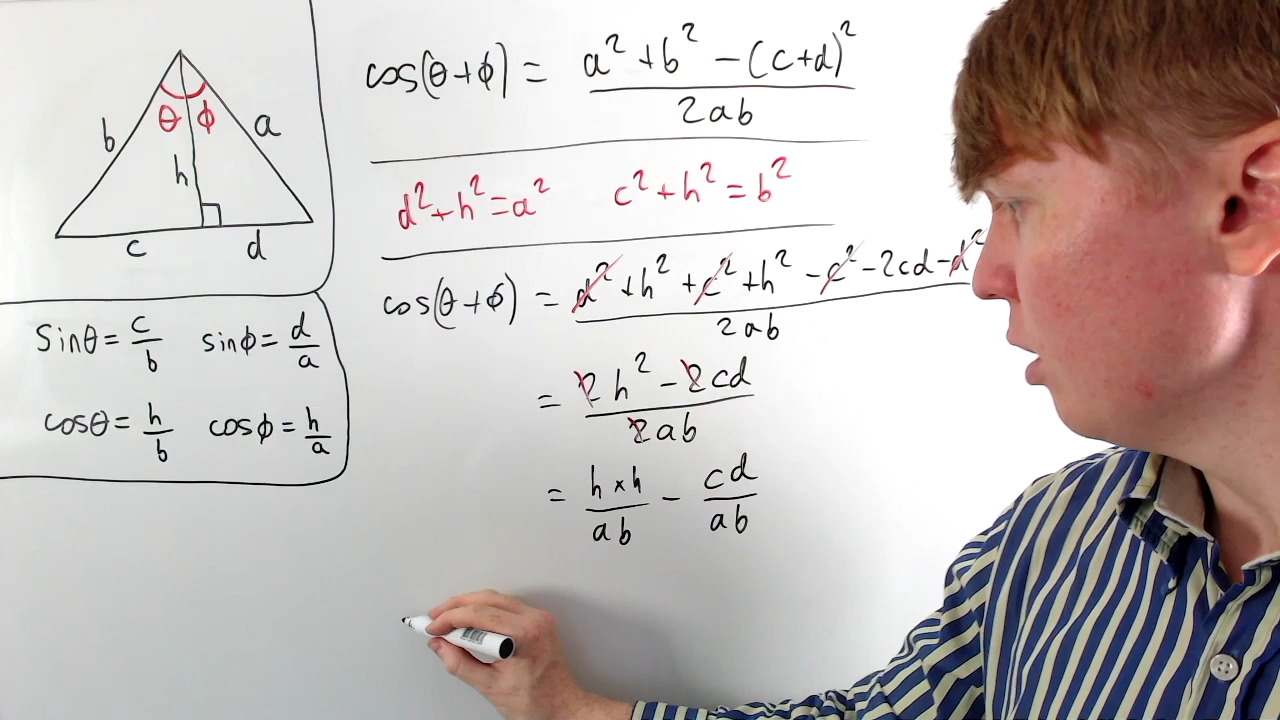 b θ φ a
h
c d
sinθ = c/b sinφ = d/a
cosθ = h/b cosφ = h/a
cos(θ+φ) = (a² + b² − (c+d)²)/2ab
d² + h² = a² c² + h² = b²
cos(θ+φ) = (d² + h² + c² + h² − c² − 2cd − d²)/2ab
= (2h² − 2cd)/2ab
= (h × h)/ab − cd/ab